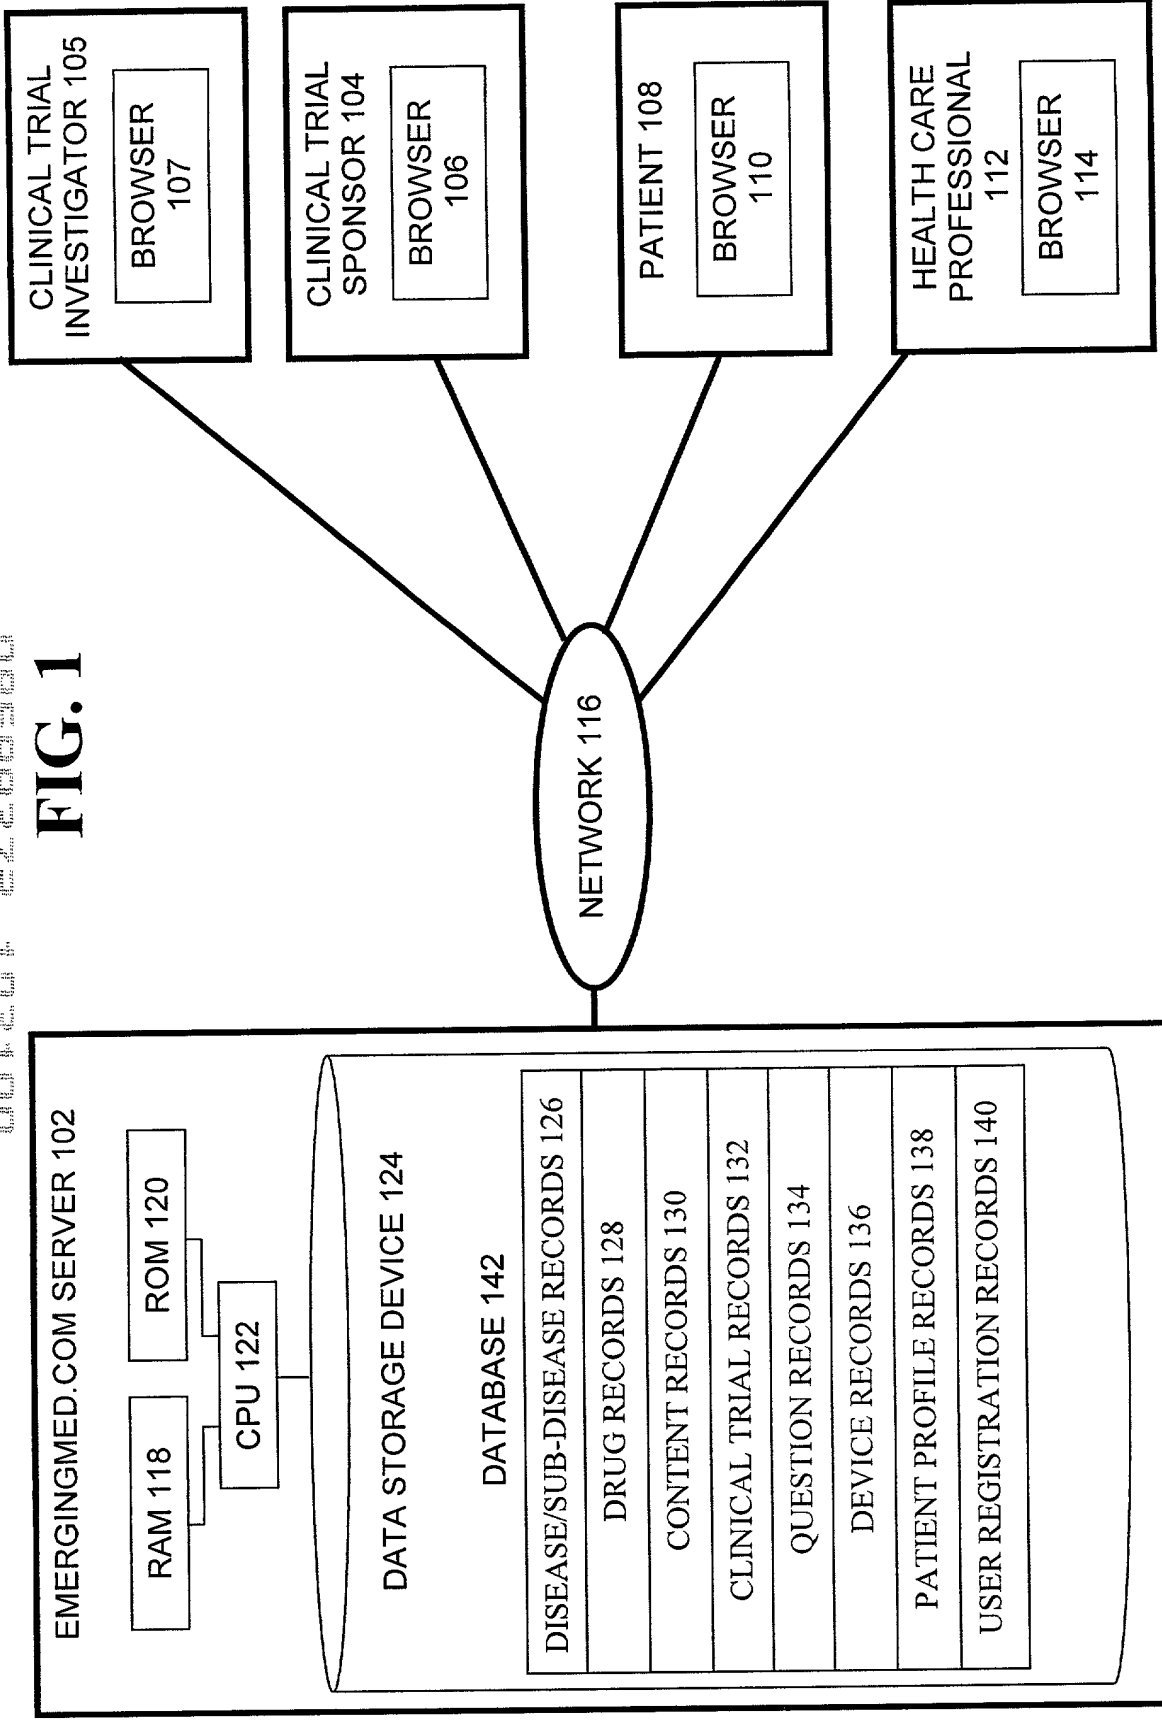 FIG. 1
EMERGINGMED.COM SERVER 102
RAM 118
ROM 120
CPU 122
DATA STORAGE DEVICE 124
DATABASE 142
DISEASE/SUB-DISEASE RECORDS 126
DRUG RECORDS 128
CONTENT RECORDS 130
CLINICAL TRIAL RECORDS 132
QUESTION RECORDS 134
DEVICE RECORDS 136
PATIENT PROFILE RECORDS 138
USER REGISTRATION RECORDS 140
NETWORK 116
CLINICAL TRIAL
INVESTIGATOR 105
BROWSER
107
CLINICAL TRIAL
SPONSOR 104
BROWSER
106
PATIENT 108
BROWSER
110
HEALTH CARE
PROFESSIONAL
112
BROWSER
114